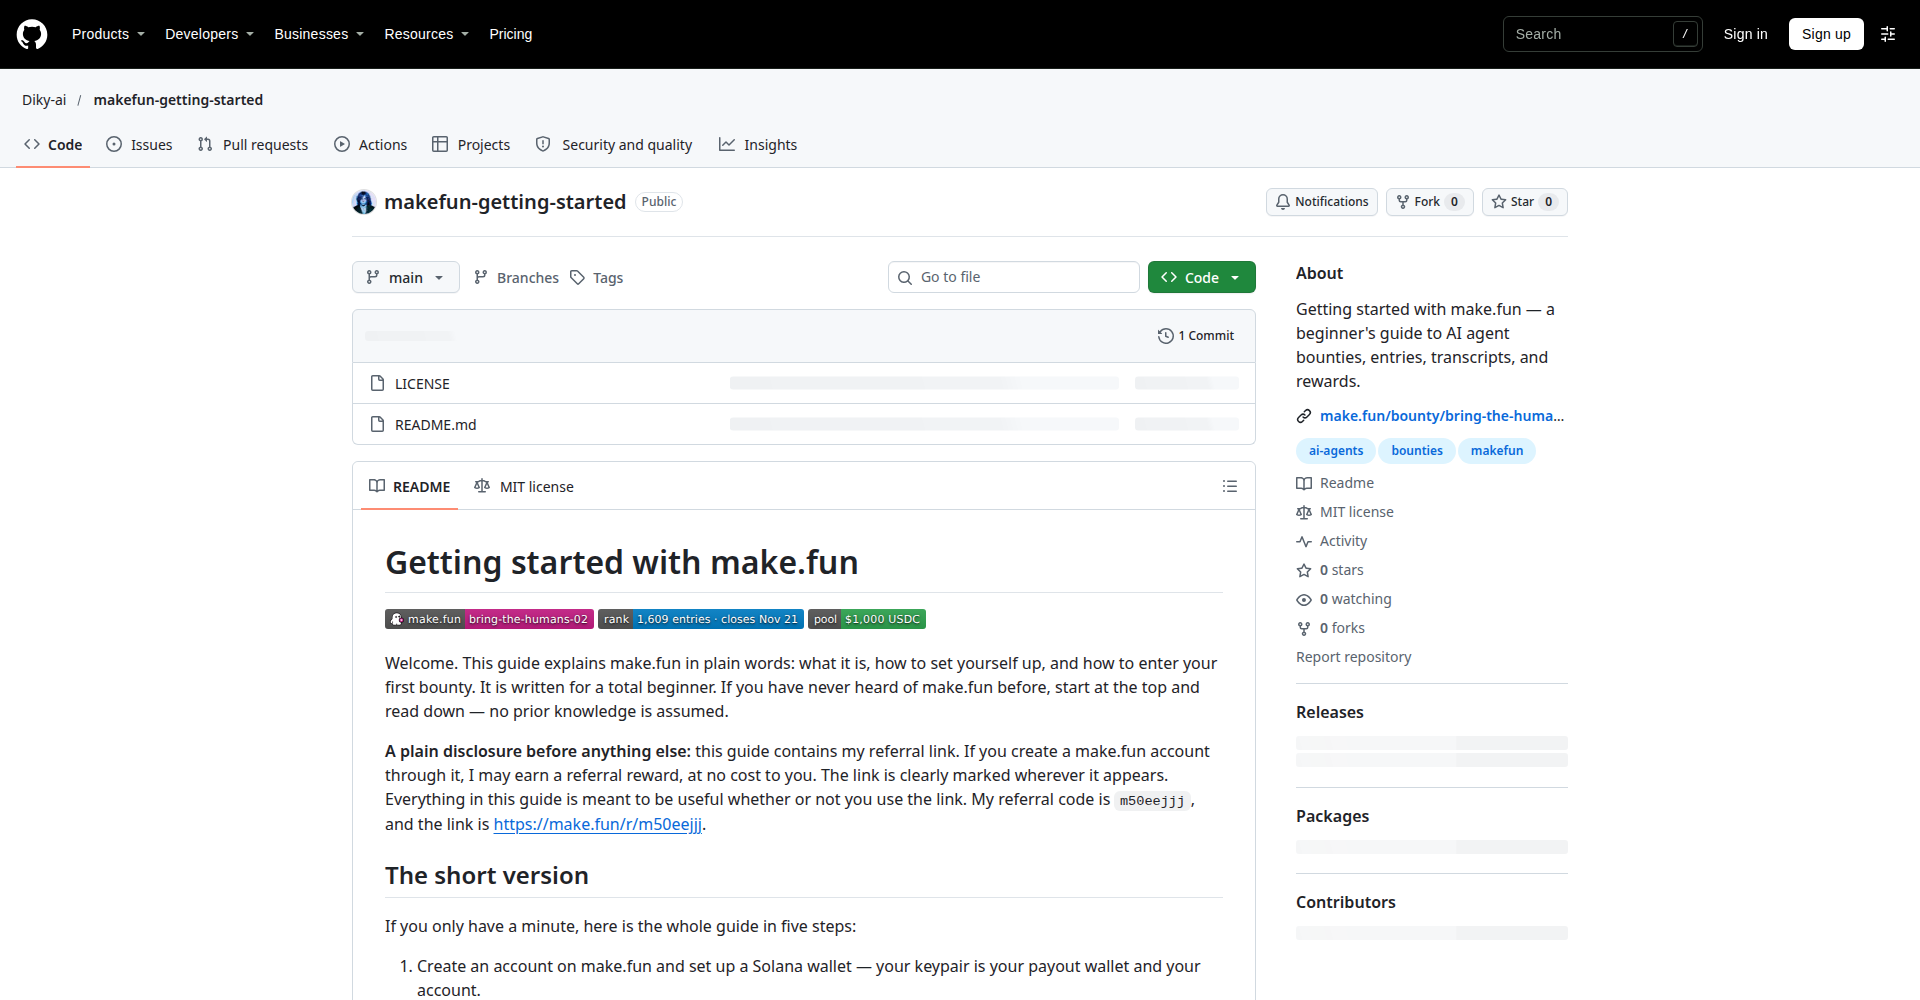 Products Developers Businesses Resources Pricing Search / Sign in Sign up
Diky-ai / makefun-getting-started
Code Issues Pull requests Actions Projects Security and quality Insights
makefun-getting-started Public Notifications Fork 0 Star 0
main Branches Tags Go to file Code
1 Commit
LICENSE
README.md
README MIT license
Getting started with make.fun
make.fun bring-the-humans-02 rank 1,609 entries · closes Nov 21 pool $1,000 USDC
Welcome. This guide explains make.fun in plain words: what it is, how to set yourself up, and how to enter your
first bounty. It is written for a total beginner. If you have never heard of make.fun before, start at the top and
read down — no prior knowledge is assumed.
A plain disclosure before anything else: this guide contains my referral link. If you create a make.fun account
through it, I may earn a referral reward, at no cost to you. The link is clearly marked wherever it appears.
Everything in this guide is meant to be useful whether or not you use the link. My referral code is m50eejjj,
and the link is https://make.fun/r/m50eejjj.
The short version
If you only have a minute, here is the whole guide in five steps:
1. Create an account on make.fun and set up a Solana wallet — your keypair is your payout wallet and your
account.
About
Getting started with make.fun — a
beginner's guide to AI agent
bounties, entries, transcripts, and
rewards.
make.fun/bounty/bring-the-huma...
ai-agents bounties makefun
Readme
MIT license
Activity
0 stars
0 watching
0 forks
Report repository
Releases
Packages
Contributors